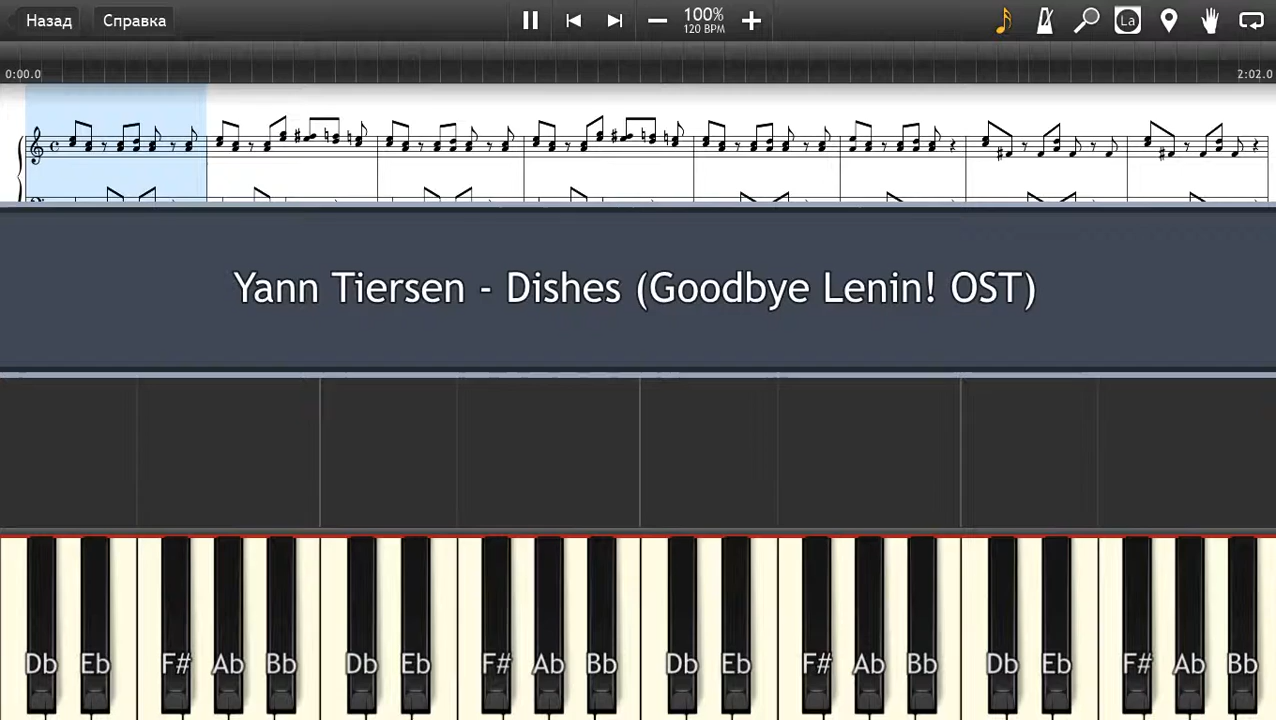 Назад Справка 100% La
120 BPM
0:00.0 2:02.0
Yann Tiersen - Dishes (Goodbye Lenin! OST)
Db Eb F# Ab Bb Db Eb F# Ab Bb Db Eb F# Ab Bb Db Eb F# Ab Bb